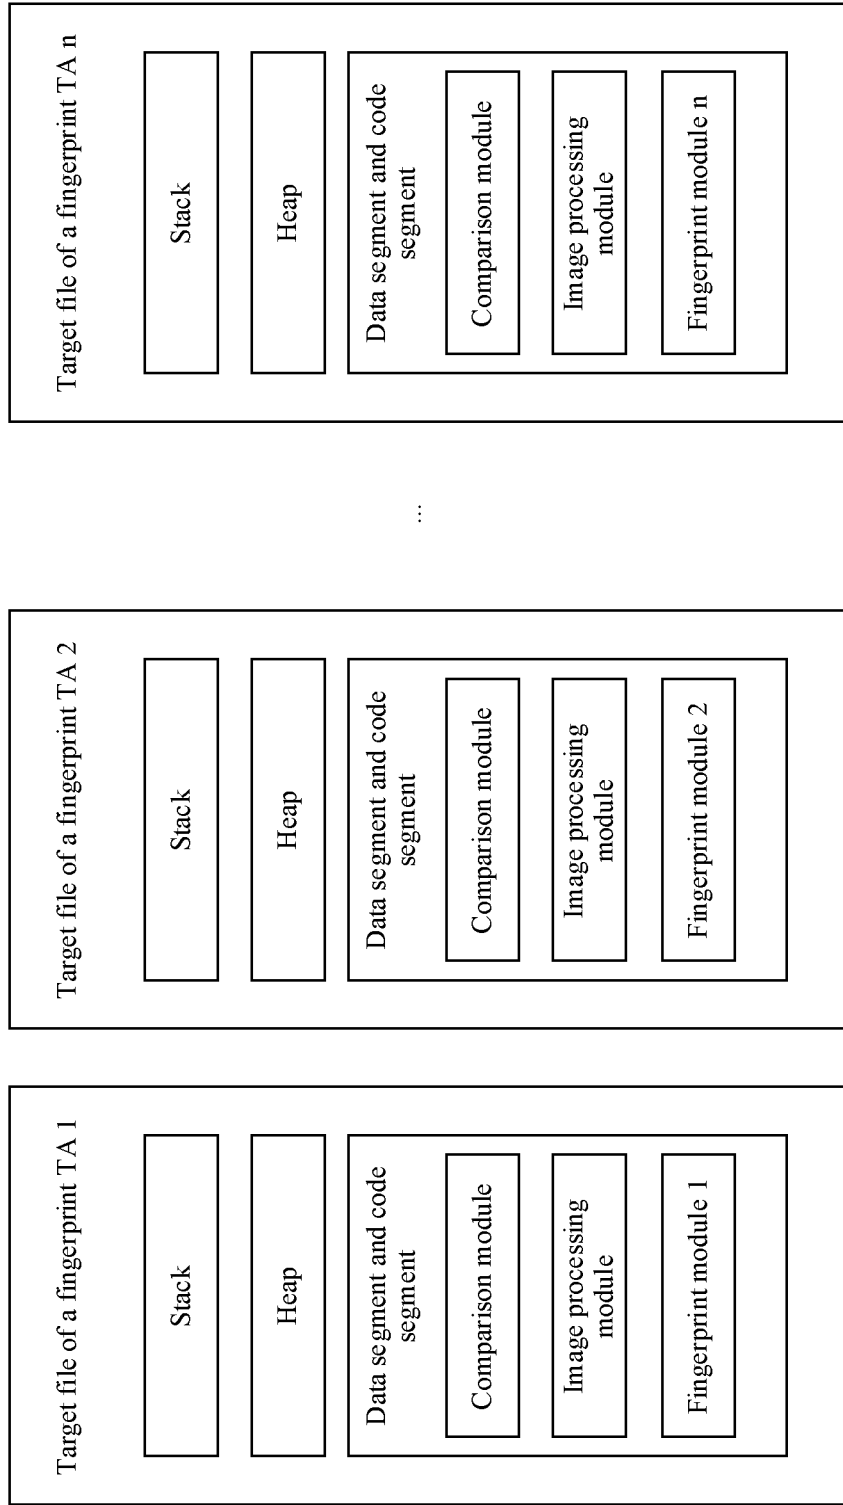 Target file of a fingerprint TA 1
Stack
Heap
Data segment and code
segment
Comparison module
Image processing
module
Fingerprint module 1
Target file of a fingerprint TA 2
Stack
Heap
Data segment and code
segment
Comparison module
Image processing
module
Fingerprint module 2
...
Target file of a fingerprint TA n
Stack
Heap
Data segment and code
segment
Comparison module
Image processing
module
Fingerprint module n